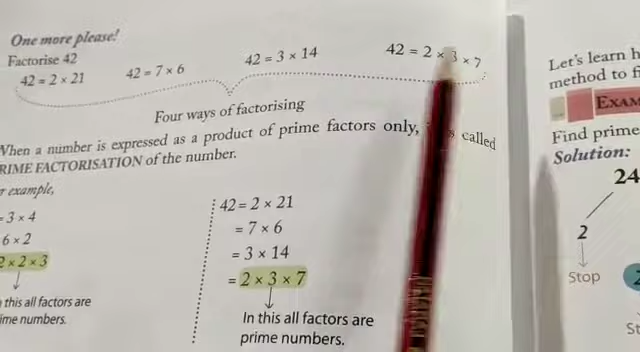 One more please!
Factorise 42
42 = 2 × 21
42 = 7 × 6
42 = 3 × 14
42 = 2 × 3 × 7
Four ways of factorising
When a number is expressed as a product of prime factors only, called
PRIME FACTORISATION of the number.
example,
= 3 × 4
6 × 2
2 × 2 × 3
this all factors are
numbers.
42 = 2 × 21
= 7 × 6
= 3 × 14
= 2 × 3 × 7
In this all factors are
prime numbers.
Let's learn
method to
Find prime
Solution:
24
2
Stop
2